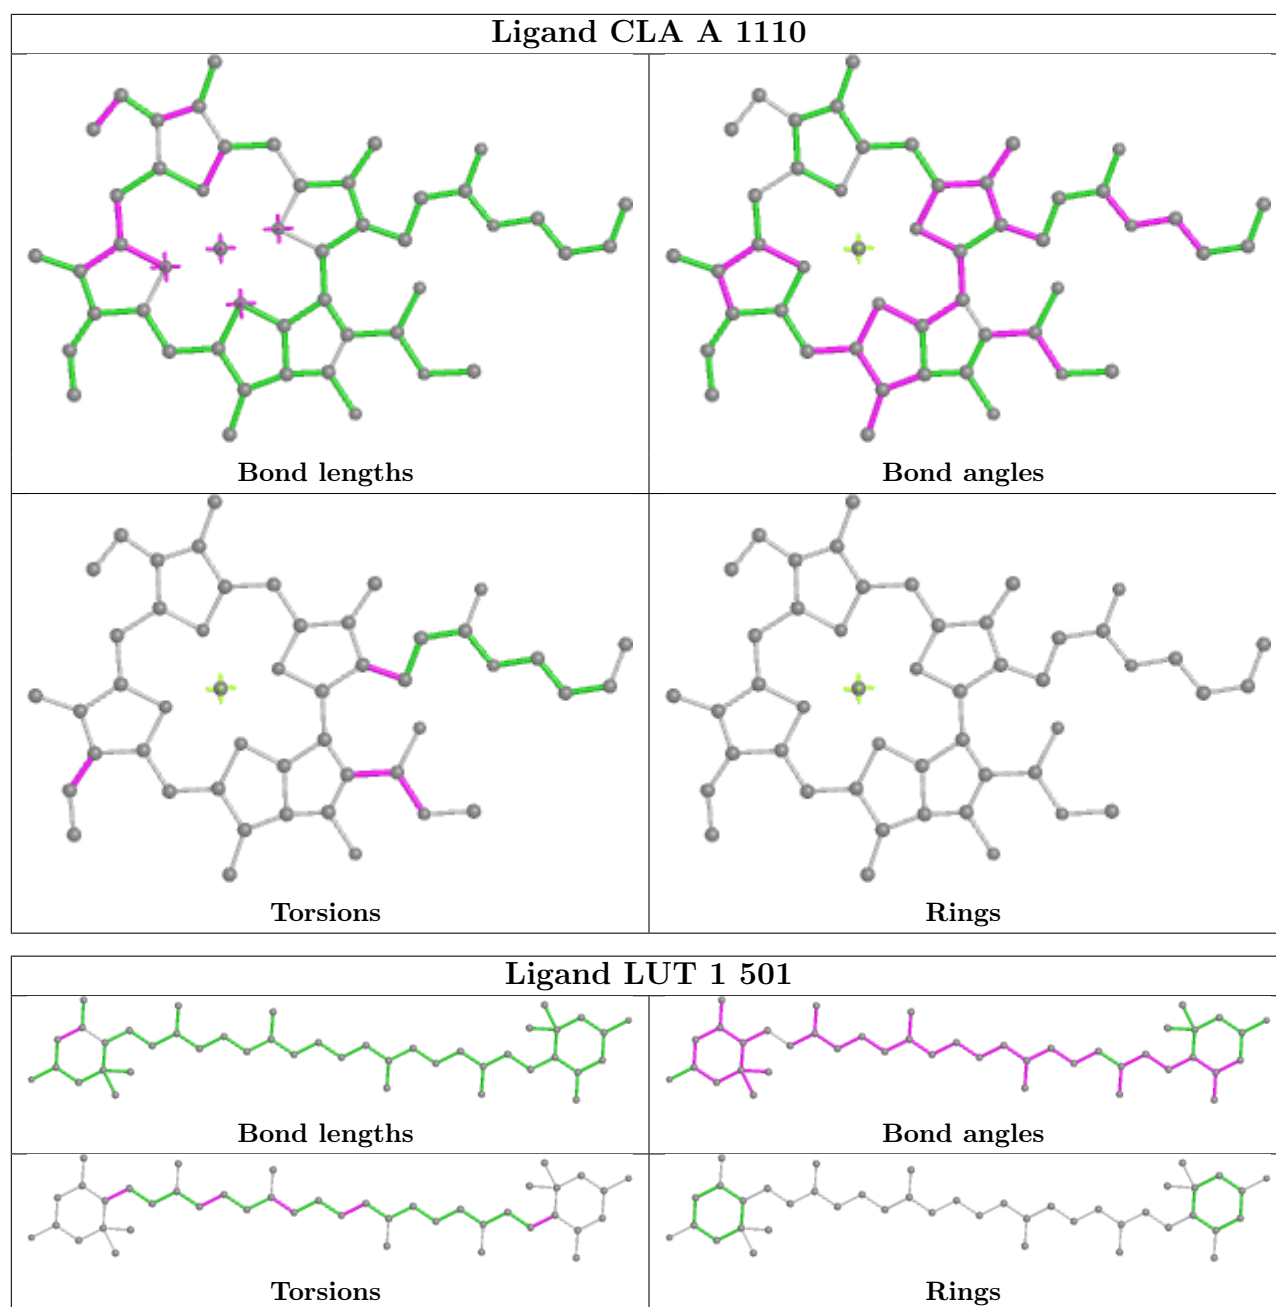 Ligand CLA A 1110
Bond lengths
Bond angles
Torsions
Rings
Ligand LUT 1 501
Bond lengths
Bond angles
Torsions
Rings